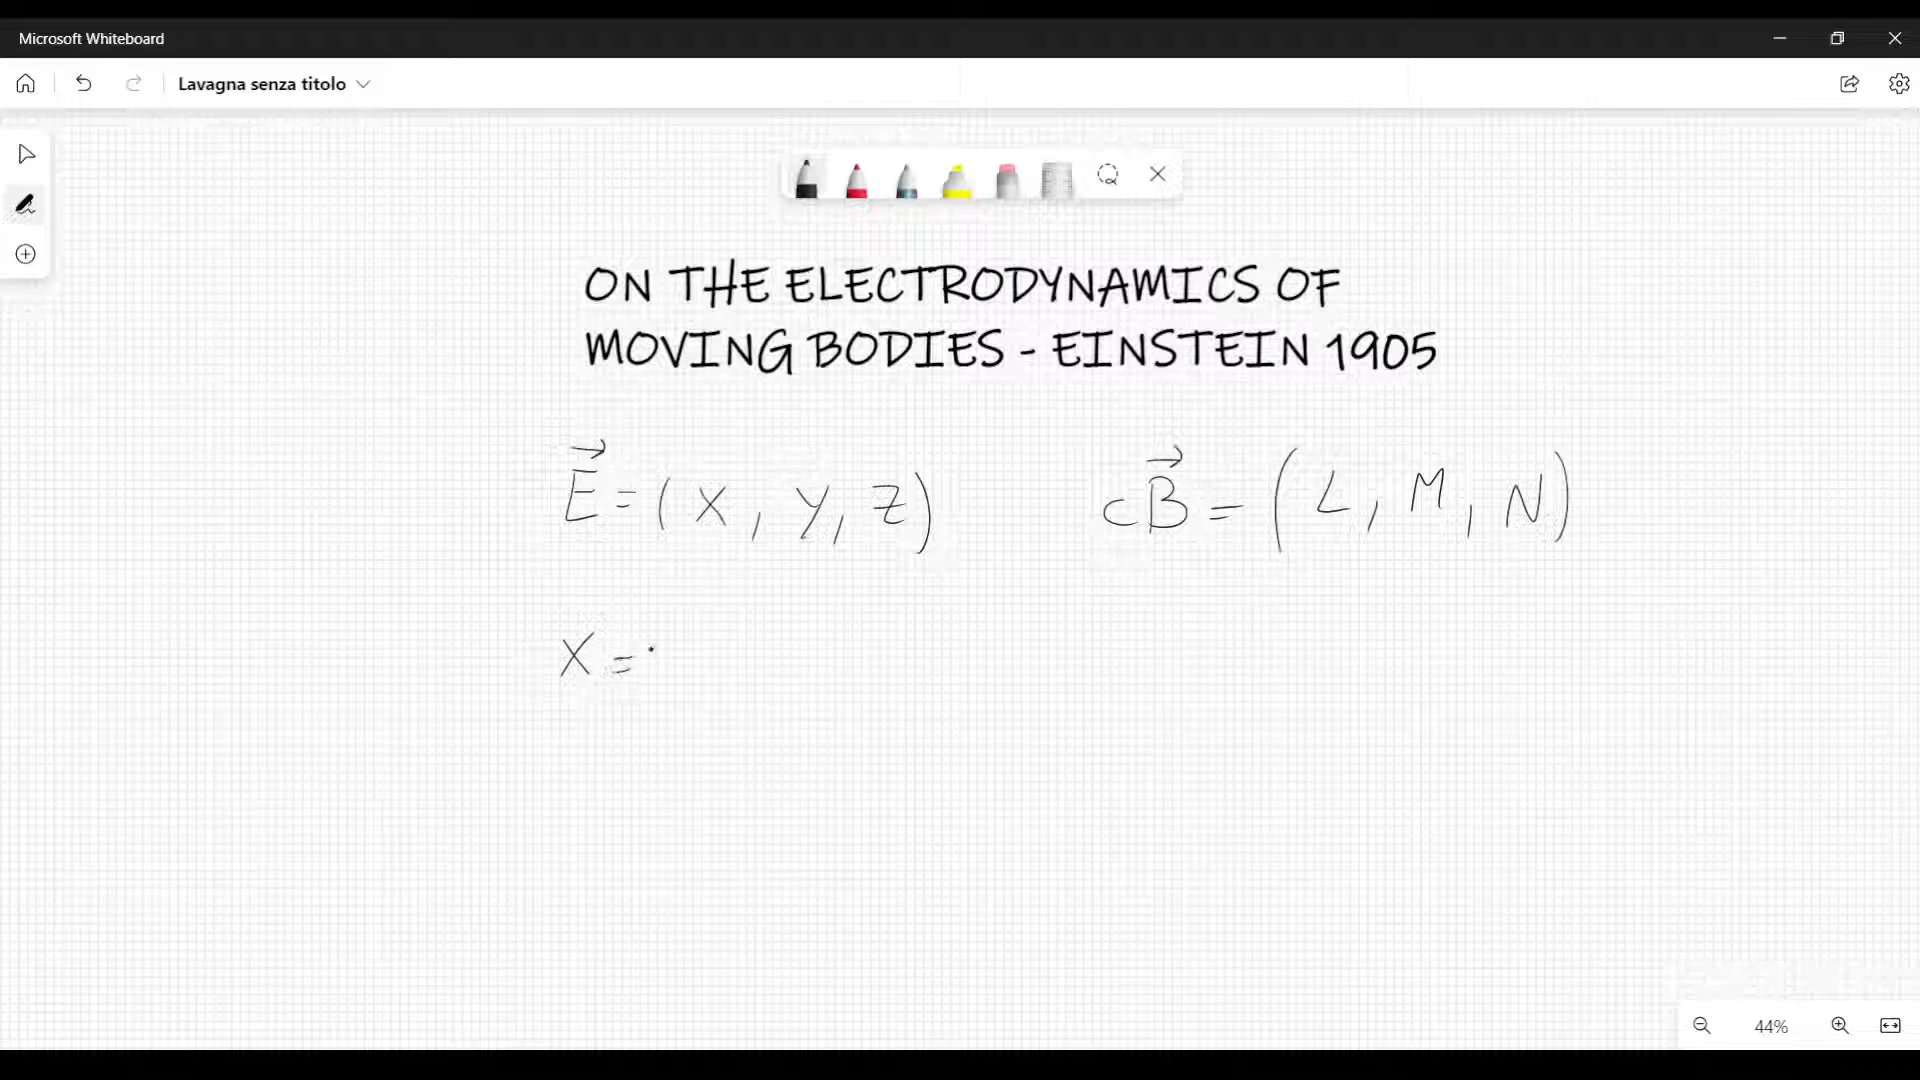 Microsoft Whiteboard
Lavagna senza titolo
ON THE ELECTRODYNAMICS OF
MOVING BODIES - EINSTEIN 1905
E⃗ = ( X , Y, Z )
cB⃗ = ( L , M , N )
X =
44%